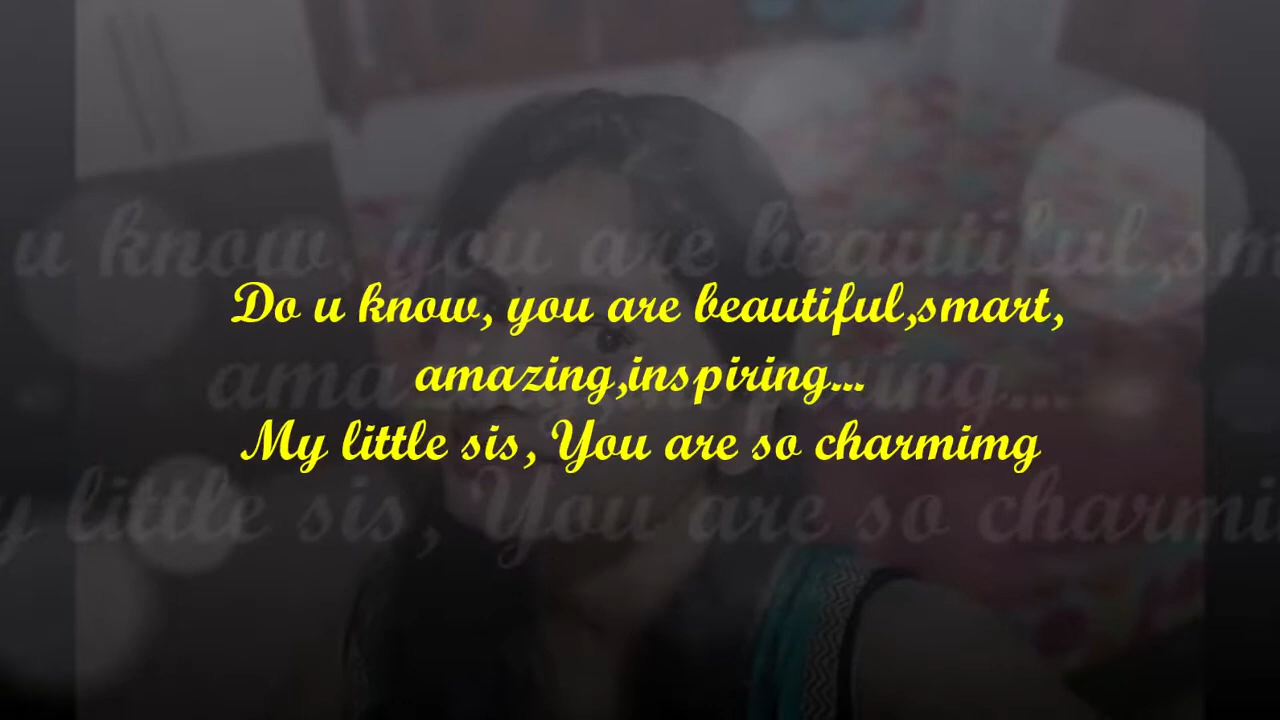 Do u know, you are beautiful,smart,
amazing,inspiring...
My little sis, You are so charmimg